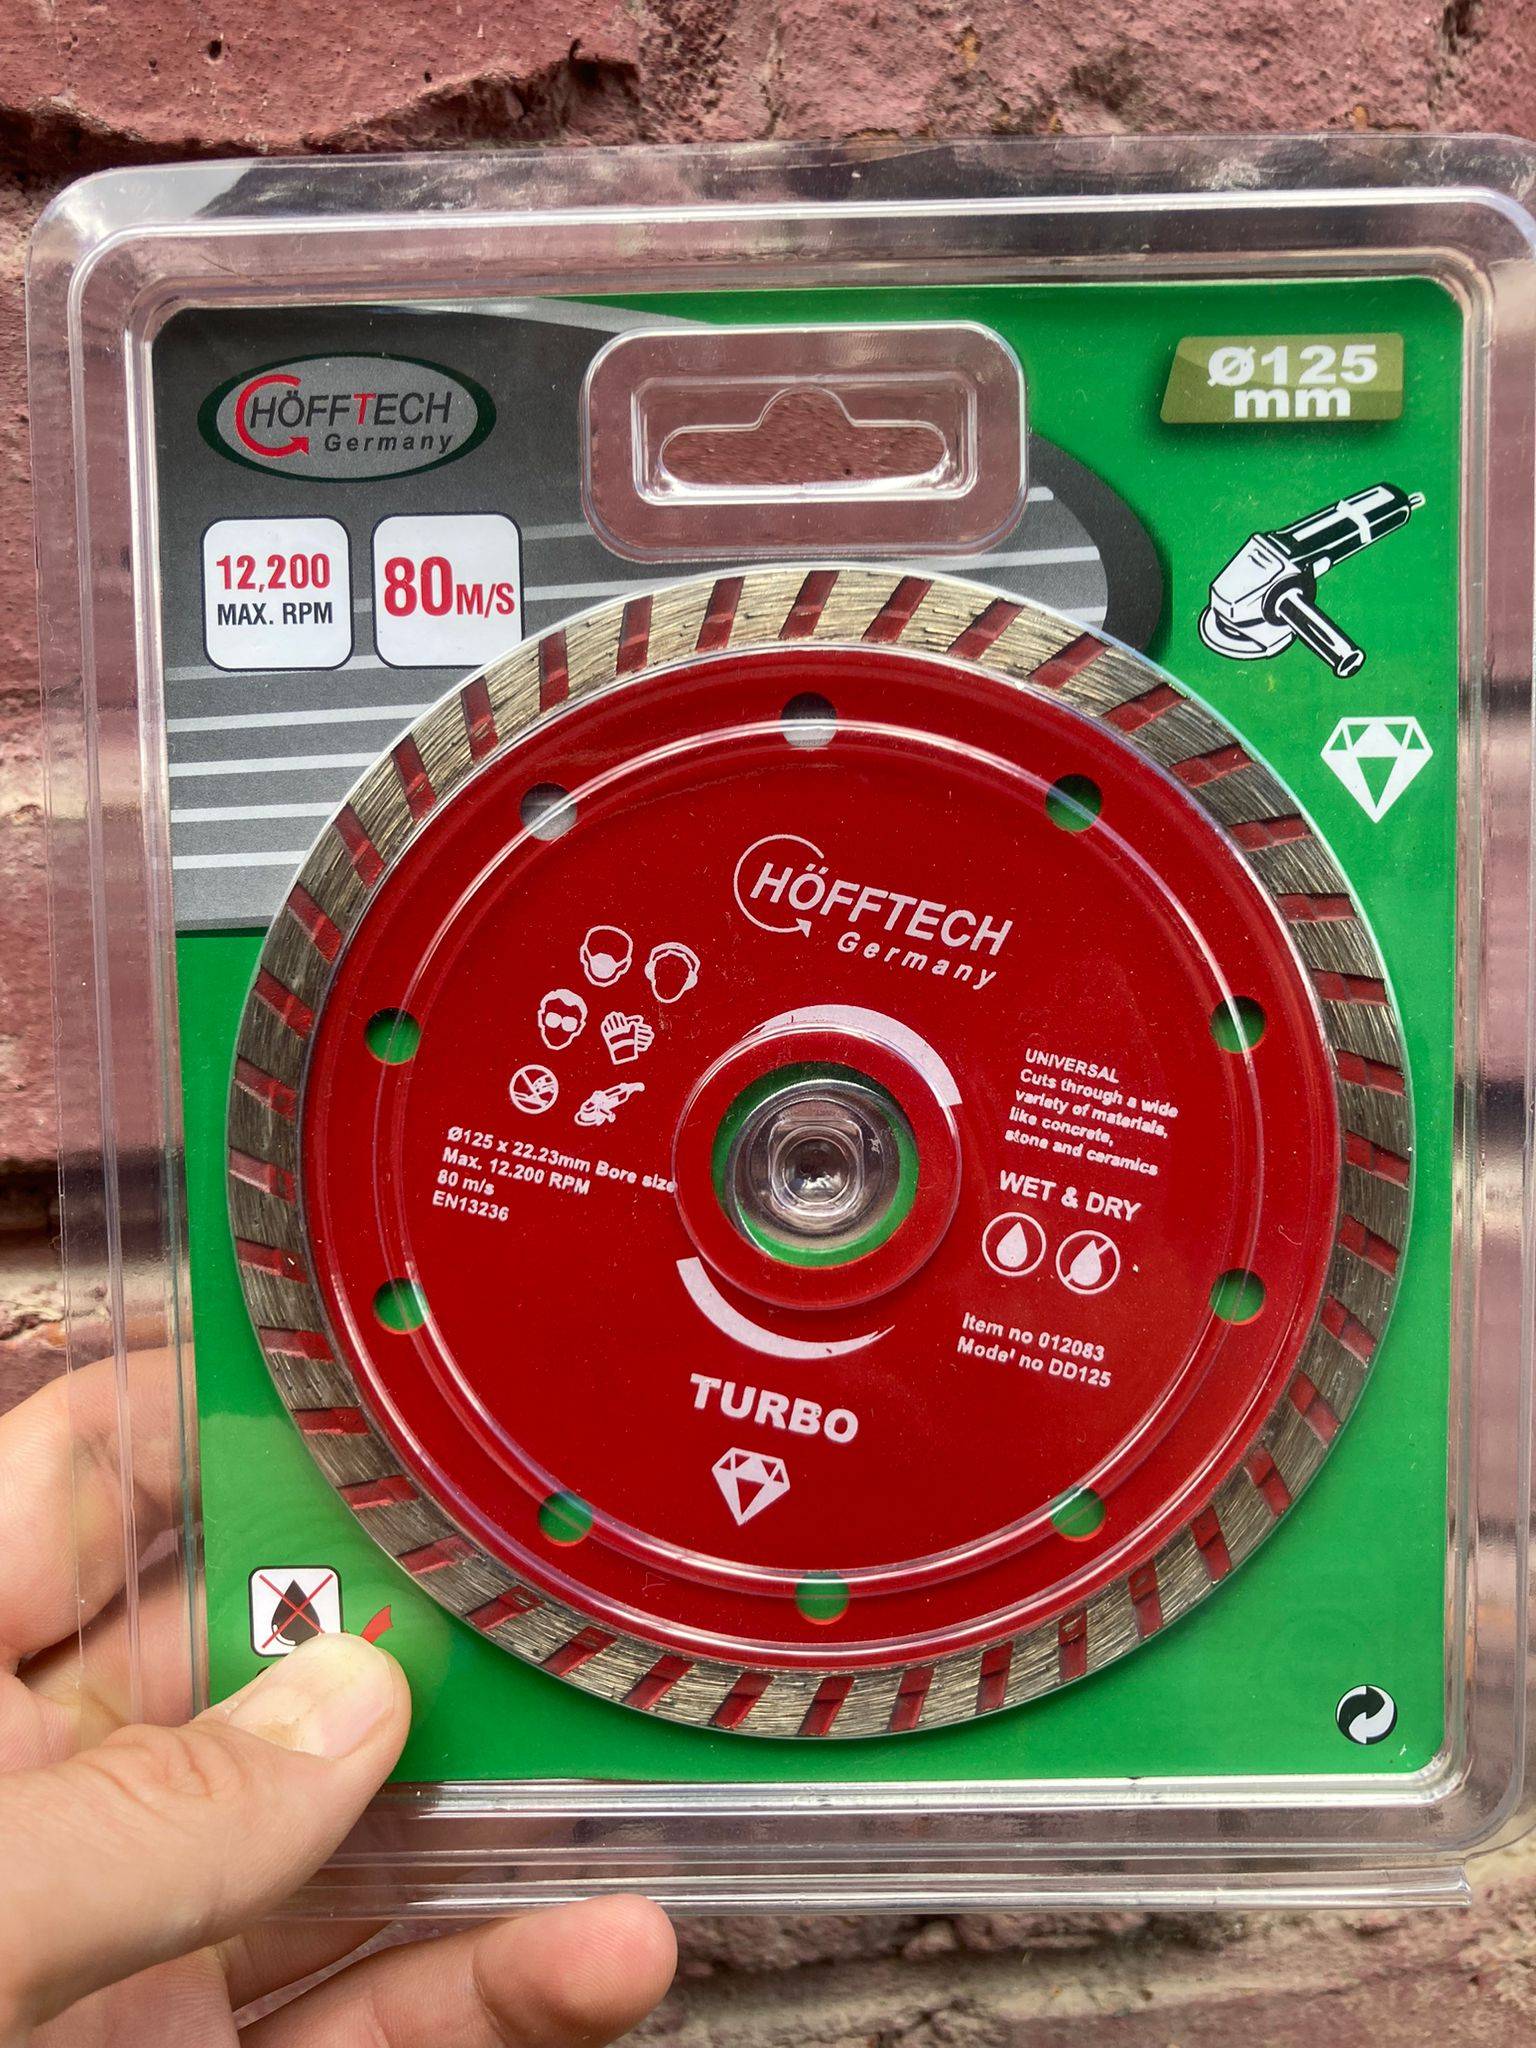 HÖFFTECH
Germany
Ø125
mm
12,200
MAX. RPM
80M/S
HÖFFTECH
Germany
Ø125 x 22.23mm Bore size
Max. 12.200 RPM
80 m/s
EN13236
UNIVERSAL
Cuts through a wide
variety of materials,
like concrete,
stone and ceramics
WET & DRY
Item no 012083
Model no DD125
TURBO